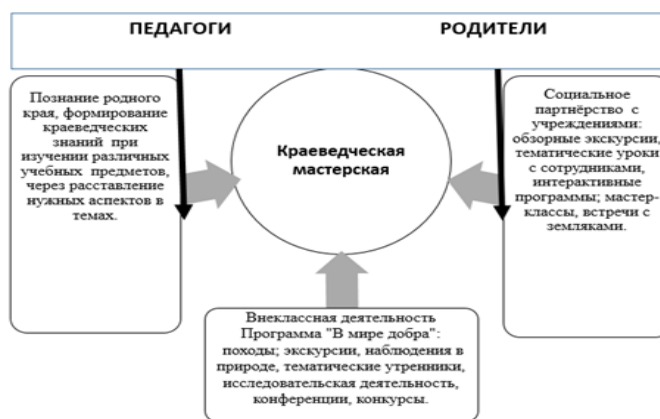 ПЕДАГОГИ РОДИТЕЛИ
Познание родного
края, формирование
краеведческих
знаний при
изучении различных
учебных предметов,
через расставление
нужных аспектов в
темах.
Краеведческая
мастерская
Социальное
партнёрство с
учреждениями:
обзорные экскурсии,
тематические уроки
с сотрудниками,
интерактивные
программы; мастер-
классы, встречи с
земляками.
Внеклассная деятельность
Программа "В мире добра":
походы; экскурсии, наблюдения в
природе, тематические утренники,
исследовательская деятельность,
конференции, конкурсы.